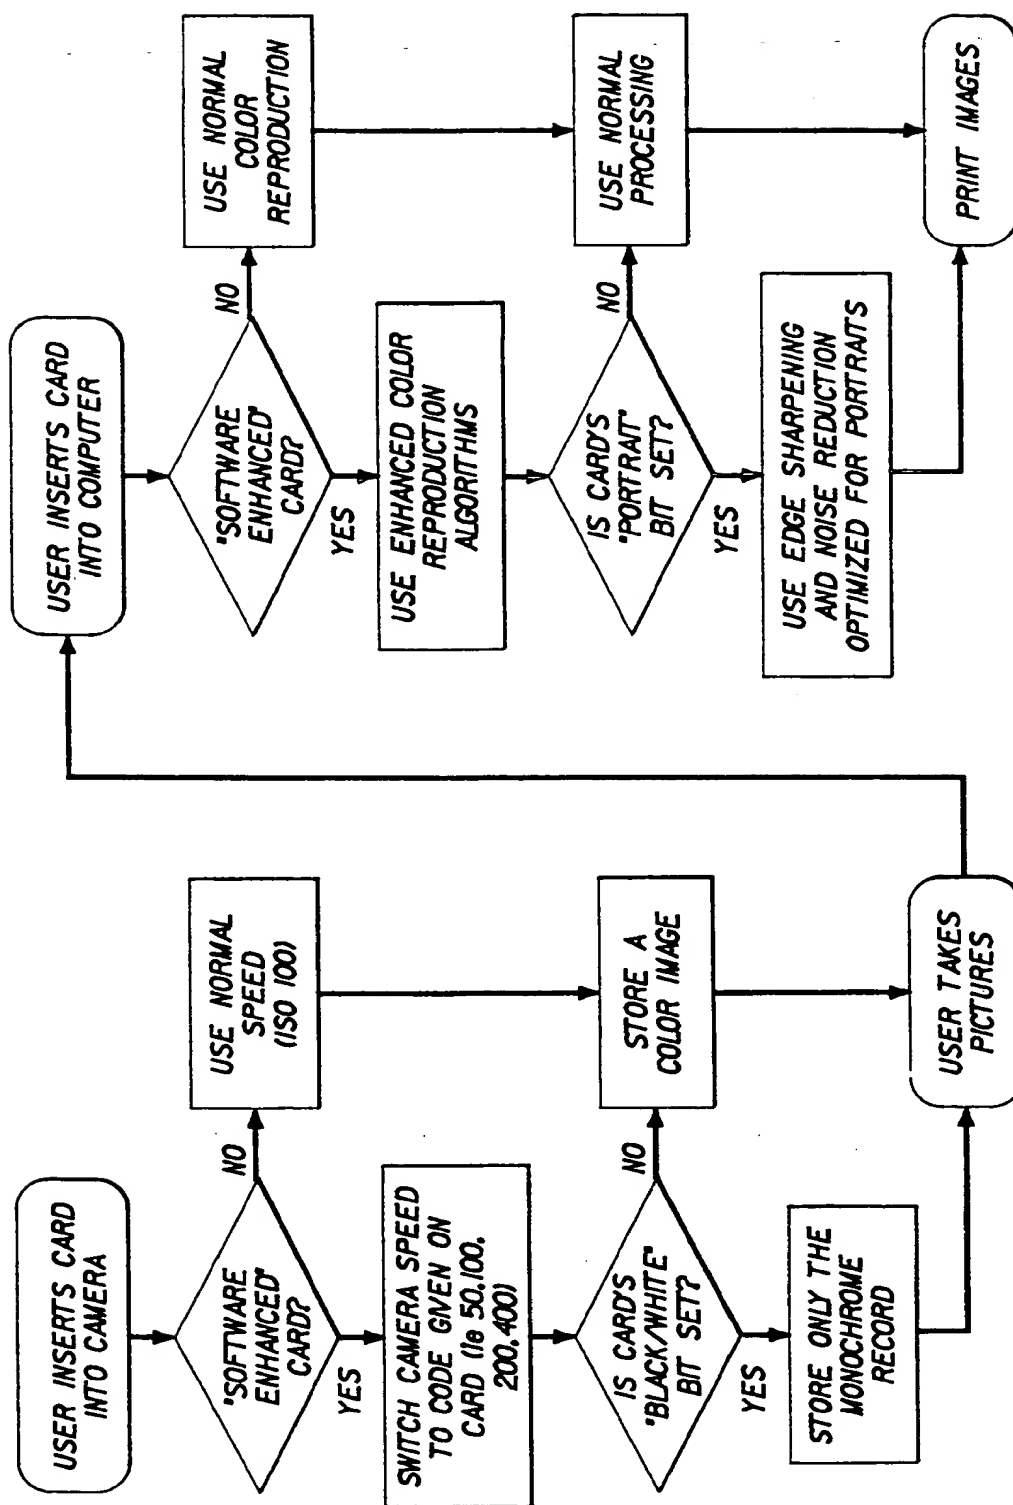 USER INSERTS CARD
INTO CAMERA
"SOFTWARE
ENHANCED"
CARD?
NO
USE NORMAL
SPEED
(ISO 100)
YES
SWITCH CAMERA SPEED
TO CODE GIVEN ON
CARD (Ie 50,100,
200,400)
IS CARD'S
"BLACK/WHITE"
BIT SET?
NO
STORE A
COLOR IMAGE
YES
STORE ONLY THE
MONOCHROME
RECORD
USER TAKES
PICTURES
USER INSERTS CARD
INTO COMPUTER
"SOFTWARE
ENHANCED"
CARD?
NO
USE NORMAL
COLOR
REPRODUCTION
YES
USE ENHANCED COLOR
REPRODUCTION
ALGORITHMS
IS CARD'S
"PORTRAIT"
BIT SET?
NO
USE NORMAL
PROCESSING
YES
USE EDGE SHARPENING
AND NOISE REDUCTION
OPTIMIZED FOR PORTRAITS
PRINT IMAGES